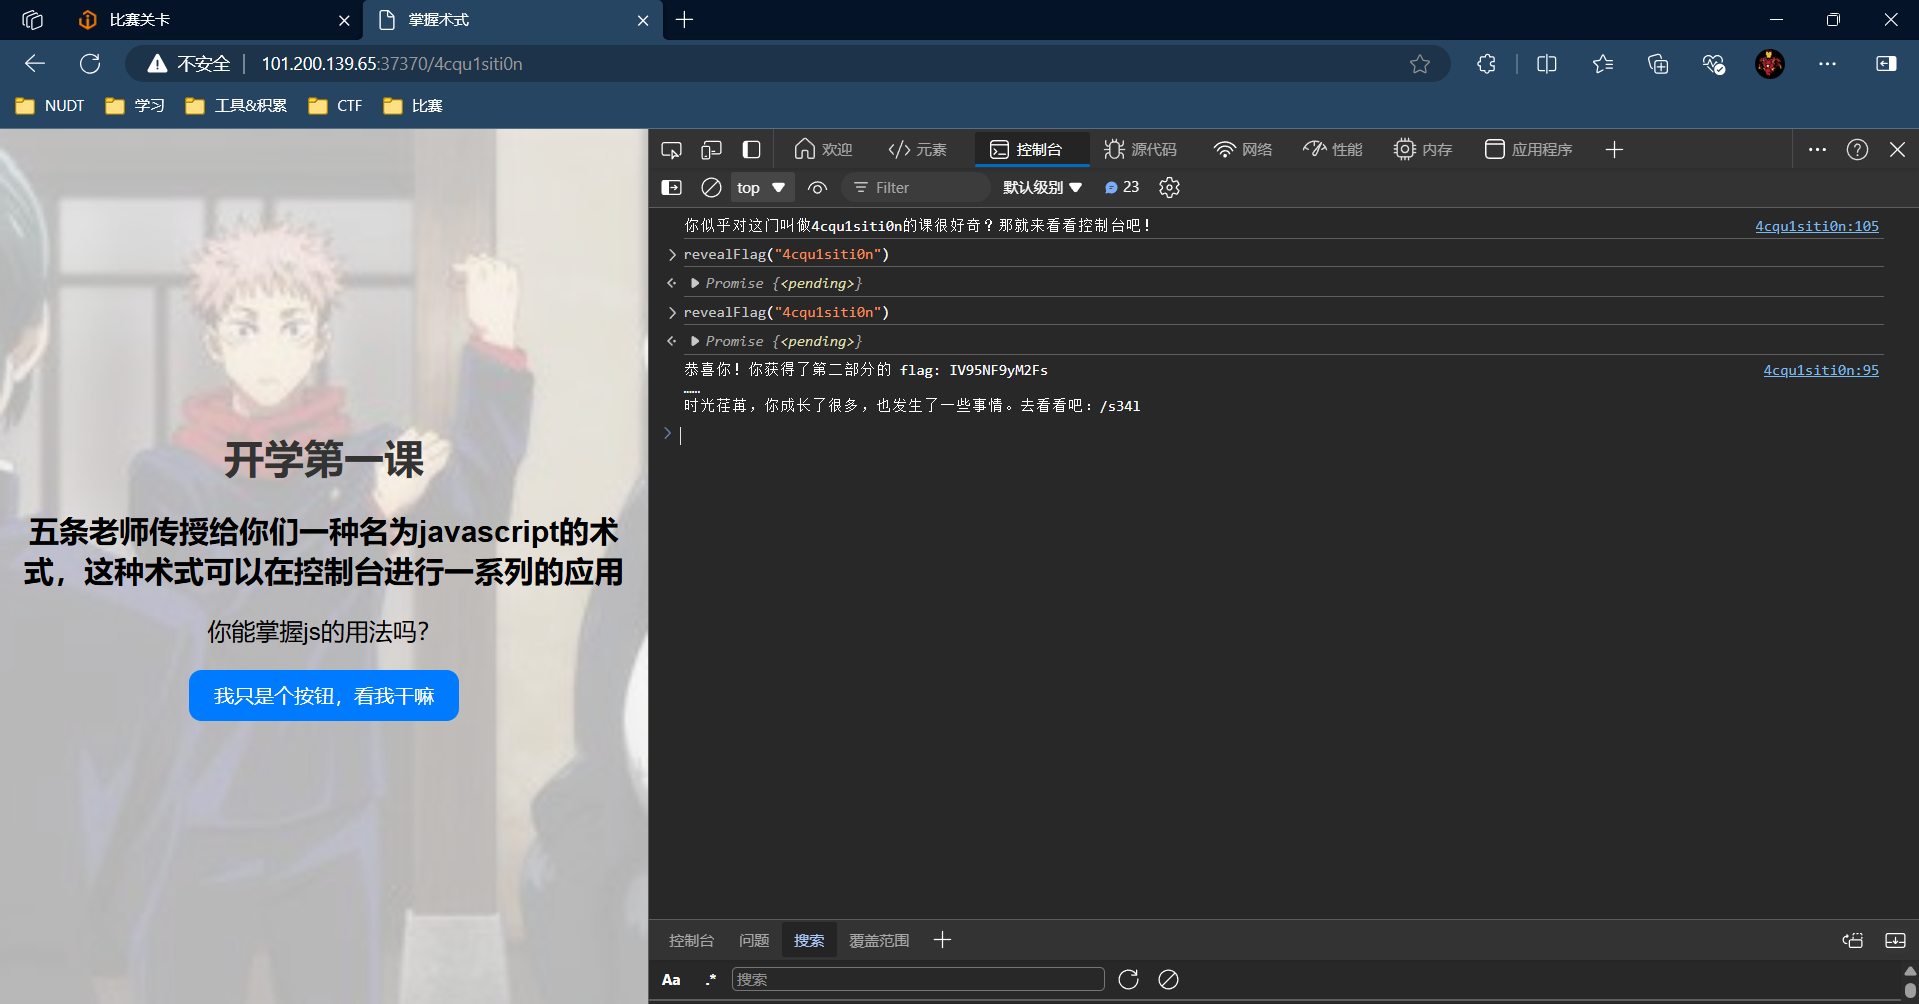 比赛关卡
掌握术式
不安全
101.200.139.65:37370/4cqu1siti0n
NUDT
学习
工具&积累
CTF
比赛
欢迎
元素
控制台
源代码
网络
性能
内存
应用程序
top
Filter
默认级别
23
你似乎对这门叫做4cqu1siti0n的课很好奇？那就来看看控制台吧！
4cqu1siti0n:105
revealFlag("4cqu1siti0n")
Promise {<pending>}
revealFlag("4cqu1siti0n")
Promise {<pending>}
恭喜你！你获得了第二部分的 flag: IV95NF9yM2Fs
4cqu1siti0n:95
……
时光荏苒，你成长了很多，也发生了一些事情。去看看吧：/s34l
开学第一课
五条老师传授给你们一种名为javascript的术
式，这种术式可以在控制台进行一系列的应用
你能掌握js的用法吗？
我只是个按钮，看我干嘛
控制台
问题
搜索
覆盖范围
Aa
.*
搜索